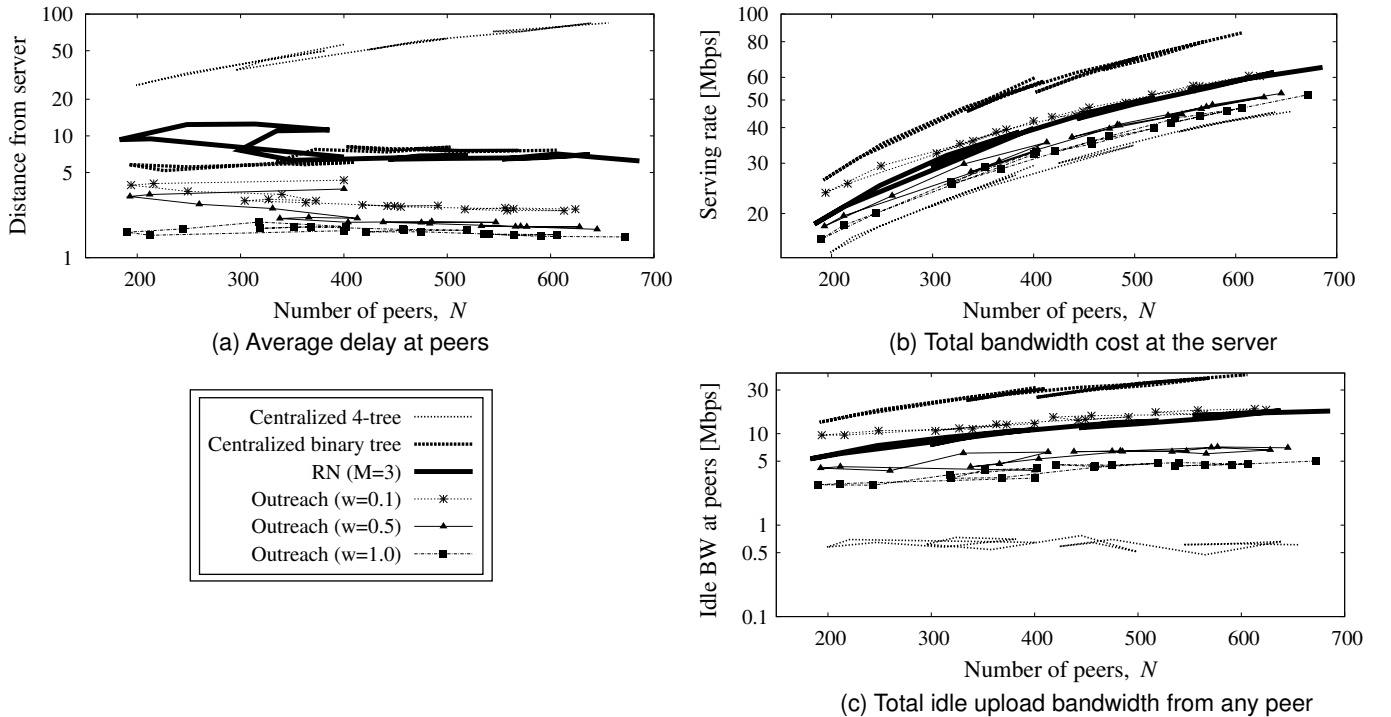 100
50
20
10
5
1
Distance from server
200
300
400
500
600
700
Number of peers, N
(a) Average delay at peers
100
80
60
50
40
30
20
Serving rate [Mbps]
200
300
400
500
600
700
Number of peers, N
(b) Total bandwidth cost at the server
Centralized 4-tree
Centralized binary tree
RN (M=3)
Outreach (w=0.1)
Outreach (w=0.5)
Outreach (w=1.0)
30
10
5
1
0.5
0.1
Idle BW at peers [Mbps]
200
300
400
500
600
700
Number of peers, N
(c) Total idle upload bandwidth from any peer